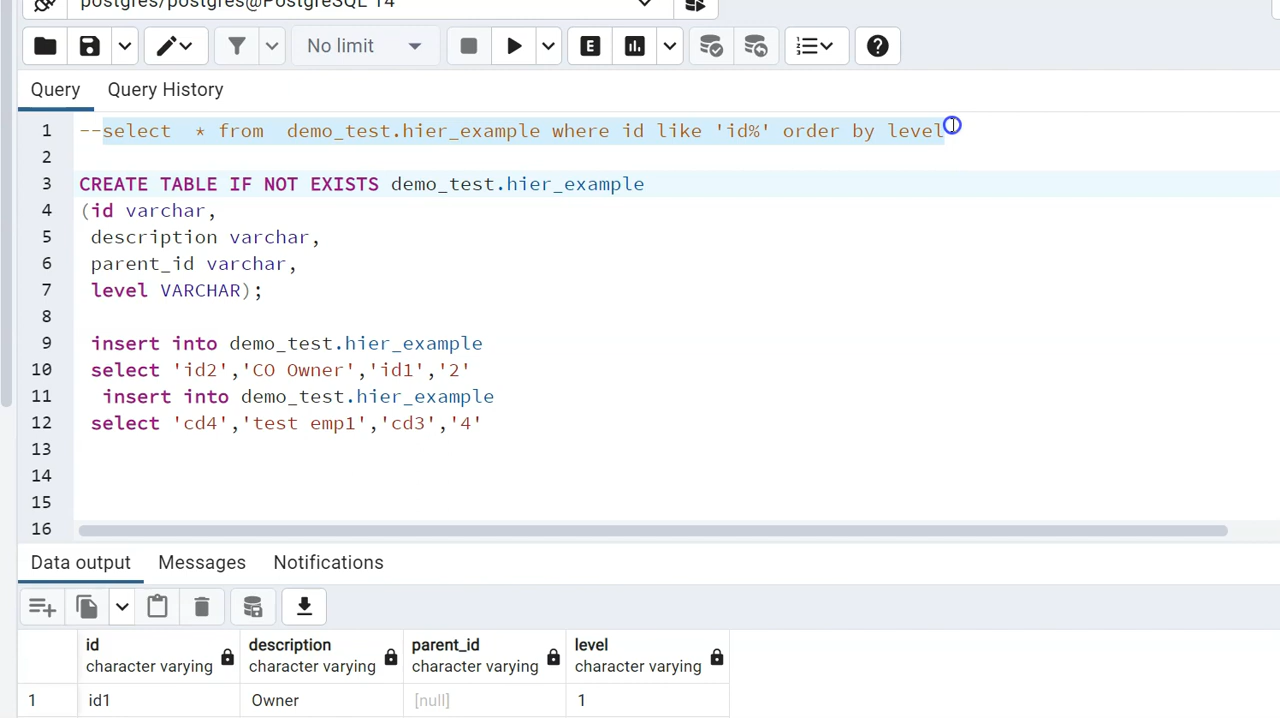 postgres/postgres@PostgreSQL 14
No limit
E
Query Query History
1 --select  * from  demo_test.hier_example where id like 'id%' order by level
2
3 CREATE TABLE IF NOT EXISTS demo_test.hier_example
4 (id varchar,
5 description varchar,
6 parent_id varchar,
7 level VARCHAR);
8
9 insert into demo_test.hier_example
10 select 'id2','CO Owner','id1','2'
11 insert into demo_test.hier_example
12 select 'cd4','test emp1','cd3','4'
13
14
15
16
Data output Messages Notifications
id description parent_id level
character varying character varying character varying character varying
1 id1 Owner [null] 1